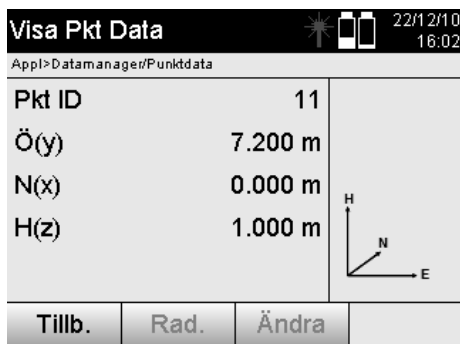 Visa Pkt Data
22/12/10
16:02
Appl>Datamanager/Punktdata
Pkt ID 11
Ö(y) 7.200 m
N(x) 0.000 m
H(z) 1.000 m
H
N
E
Tillb. Rad. Ändra